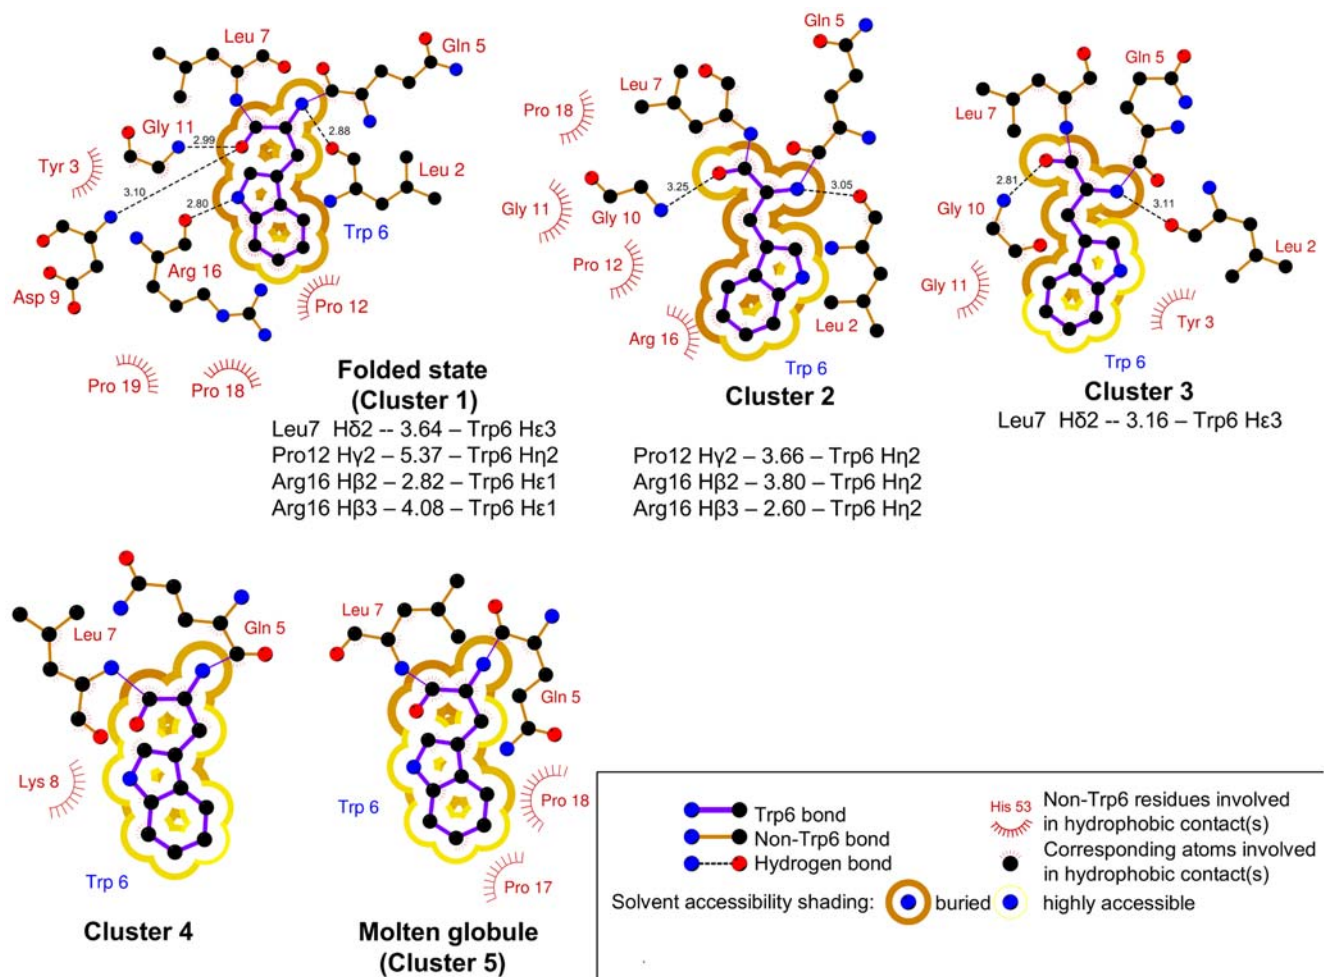 Leu 7
Gln 5
Gly 11
2.99
2.88
Tyr 3
3.10
Leu 2
2.80
Trp 6
Arg 16
Asp 9
Pro 12
Pro 19
Pro 18
Folded state
(Cluster 1)
Leu7 Hδ2 -- 3.64 – Trp6 Hε3
Pro12 Hγ2 – 5.37 – Trp6 Hη2
Arg16 Hβ2 – 2.82 – Trp6 Hε1
Arg16 Hβ3 – 4.08 – Trp6 Hε1
Gln 5
Leu 7
Pro 18
3.25
3.05
Gly 11
Gly 10
Pro 12
Leu 2
Arg 16
Trp 6
Cluster 2
Pro12 Hγ2 – 3.66 – Trp6 Hη2
Arg16 Hβ2 – 3.80 – Trp6 Hη2
Arg16 Hβ3 – 2.60 – Trp6 Hη2
Gln 5
Leu 7
2.81
Gly 10
3.11
Leu 2
Gly 11
Tyr 3
Trp 6
Cluster 3
Leu7 Hδ2 -- 3.16 – Trp6 Hε3
Leu 7
Gln 5
Lys 8
Trp 6
Cluster 4
Leu 7
Gln 5
Pro 18
Trp 6
Pro 17
Molten globule
(Cluster 5)
Trp6 bond
Non-Trp6 bond
Hydrogen bond
His 53
Non-Trp6 residues involved
in hydrophobic contact(s)
Corresponding atoms involved
in hydrophobic contact(s)
Solvent accessibility shading:
buried
highly accessible